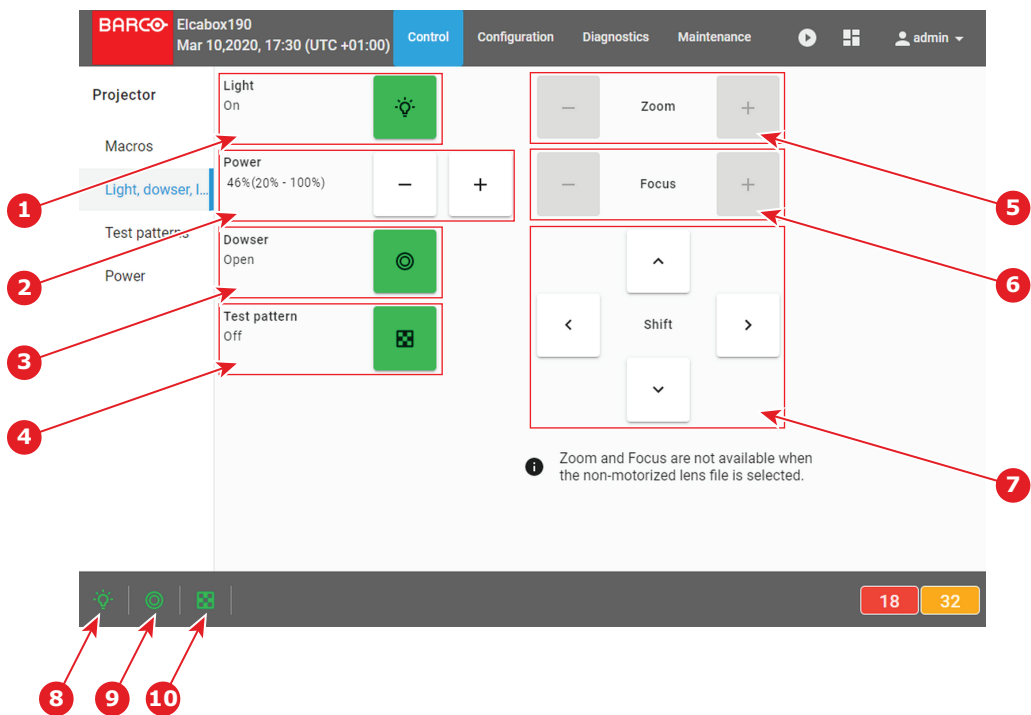 BARCO
Elcabox190
Mar 10,2020, 17:30 (UTC +01:00)
Control
Configuration
Diagnostics
Maintenance
admin
Projector
Macros
Light, dowser, l...
Test patterns
Power
Light
On
Power
46%(20% - 100%)
Dowser
Open
Test pattern
Off
Zoom
Focus
Shift
Zoom and Focus are not available when
the non-motorized lens file is selected.
18
32
1
2
3
4
5
6
7
8
9
10